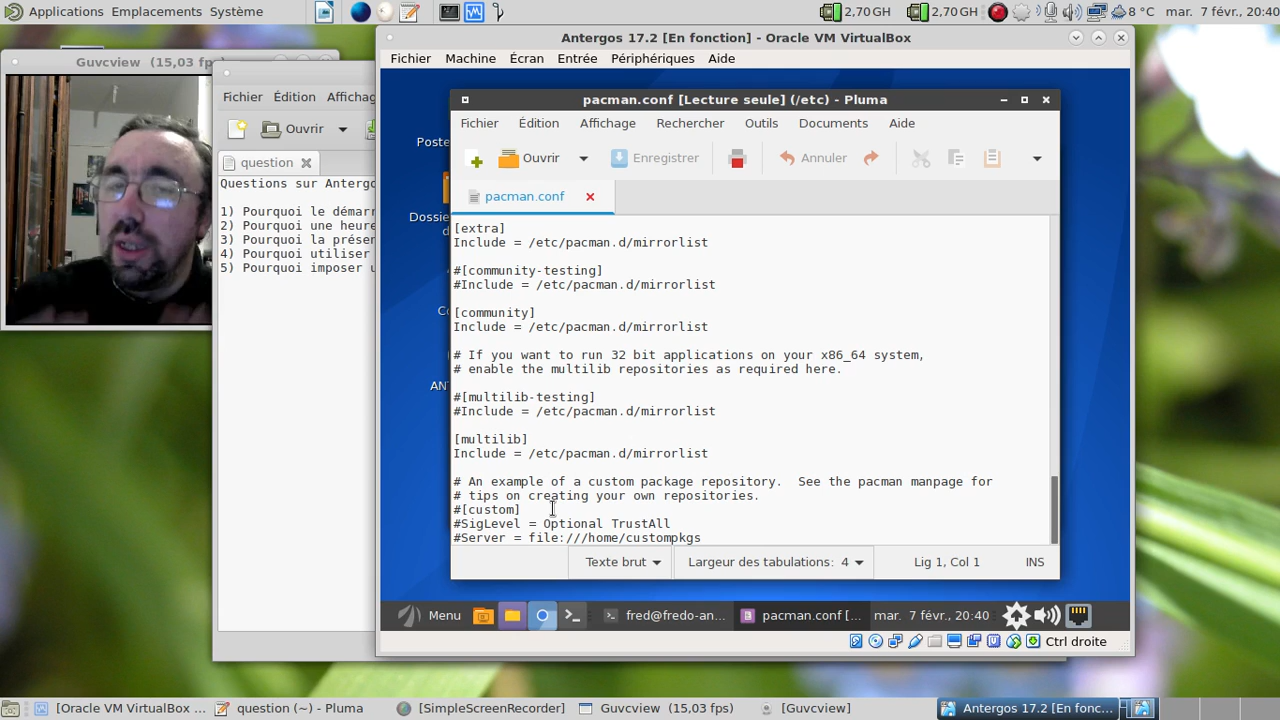 Applications Emplacements Système
2,70 GH 2,70 GH 8 °C mar. 7 févr., 20:40
Guvcview (15,03 fp
Fichier Édition Affichag
Ouvrir
question
Questions sur Antergo
1) Pourquoi le démarr
2) Pourquoi une heure
3) Pourquoi la présen
4) Pourquoi utiliser
5) Pourquoi imposer u
Antergos 17.2 [En fonction] - Oracle VM VirtualBox
Fichier Machine Écran Entrée Périphériques Aide
Poste
Dossie
d
Co
AN
pacman.conf [Lecture seule] (/etc) - Pluma
Fichier Édition Affichage Rechercher Outils Documents Aide
Ouvrir Enregistrer Annuler
pacman.conf
[extra]
Include = /etc/pacman.d/mirrorlist
#[community-testing]
#Include = /etc/pacman.d/mirrorlist
[community]
Include = /etc/pacman.d/mirrorlist
# If you want to run 32 bit applications on your x86_64 system,
# enable the multilib repositories as required here.
#[multilib-testing]
#Include = /etc/pacman.d/mirrorlist
[multilib]
Include = /etc/pacman.d/mirrorlist
# An example of a custom package repository.  See the pacman manpage for
# tips on creating your own repositories.
#[custom]
#SigLevel = Optional TrustAll
#Server = file:///home/custompkgs
Texte brut Largeur des tabulations: 4 Lig 1, Col 1 INS
Menu fred@fredo-an... pacman.conf [... mar. 7 févr., 20:40
Ctrl droite
[Oracle VM VirtualBox ... question (~) - Pluma [SimpleScreenRecorder] Guvcview (15,03 fps) [Guvcview] Antergos 17.2 [En fonc...